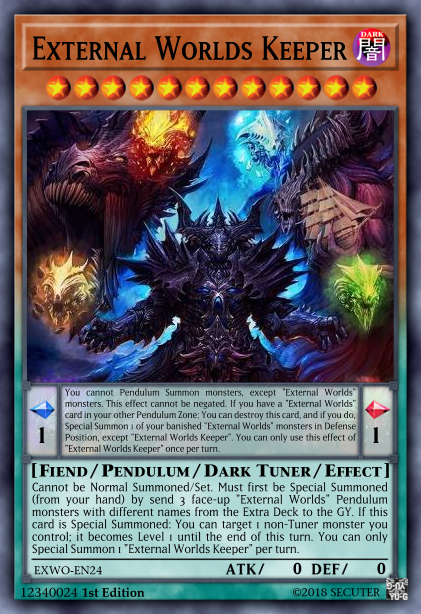 External Worlds Keeper
DARK
闇
You cannot Pendulum Summon monsters, except "External Worlds"
monsters. This effect cannot be negated. If you have a "External Worlds"
card in your other Pendulum Zone: You can destroy this card, and if you do,
Special Summon 1 of your banished "External Worlds" monsters in Defense
Position, except "External Worlds Keeper". You can only use this effect of
"External Worlds Keeper" once per turn.
1
1
[Fiend/Pendulum/Dark Tuner/Effect]
Cannot be Normal Summoned/Set. Must first be Special Summoned
(from your hand) by send 3 face-up "External Worlds" Pendulum
monsters with different names from the Extra Deck to the GY. If this
card is Special Summoned: You can target 1 non-Tuner monster you
control; it becomes Level 1 until the end of this turn. You can only
Special Summon 1 "External Worlds Keeper" per turn.
EXWO-EN24 ATK/ 0 DEF/ 0
12340024 1st Edition ©2018 SECUTER